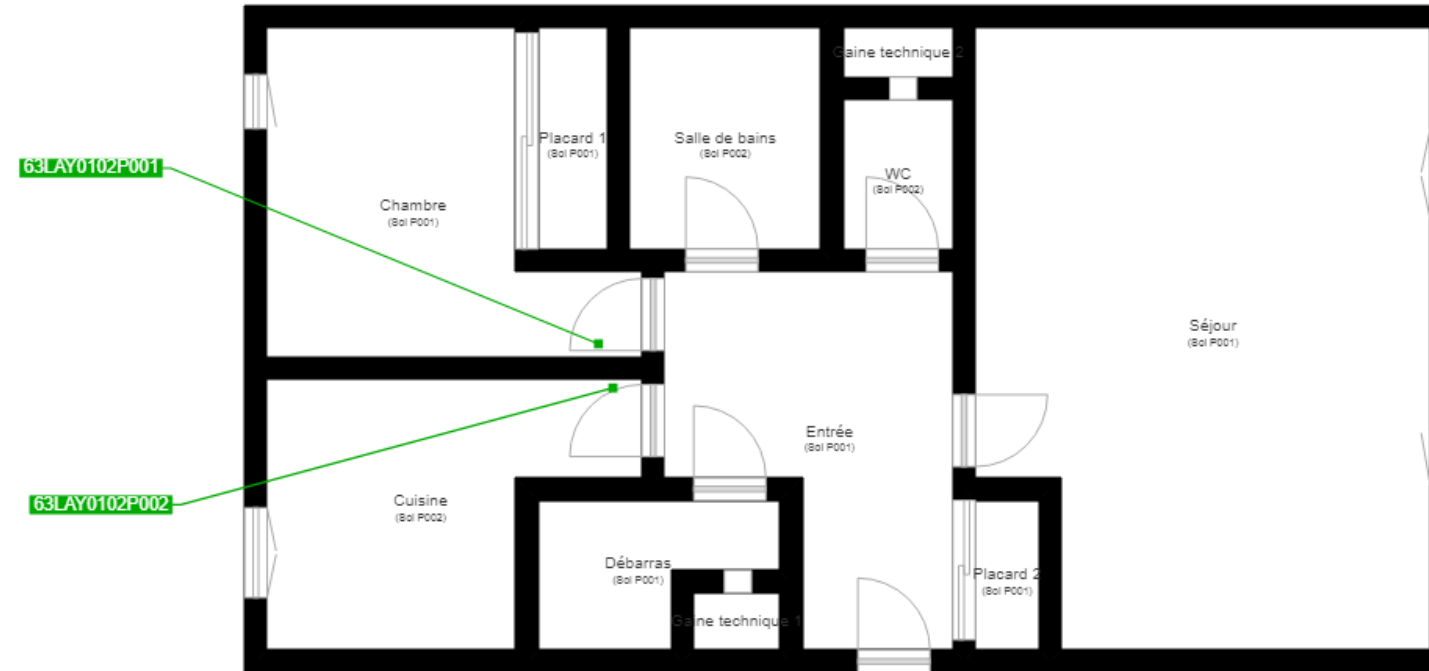 Gaine technique 2
Placard 1
(Sol P001)
Salle de bains
(Sol P002)
63LAY0102P001
WC
(Sol P002)
Chambre
(Sol P001)
Séjour
(Sol P001)
Entrée
(Sol P001)
63LAY0102P002
Cuisine
(Sol P002)
Débarras
(Sol P001)
Placard 2
(Sol P001)
Gaine technique 1